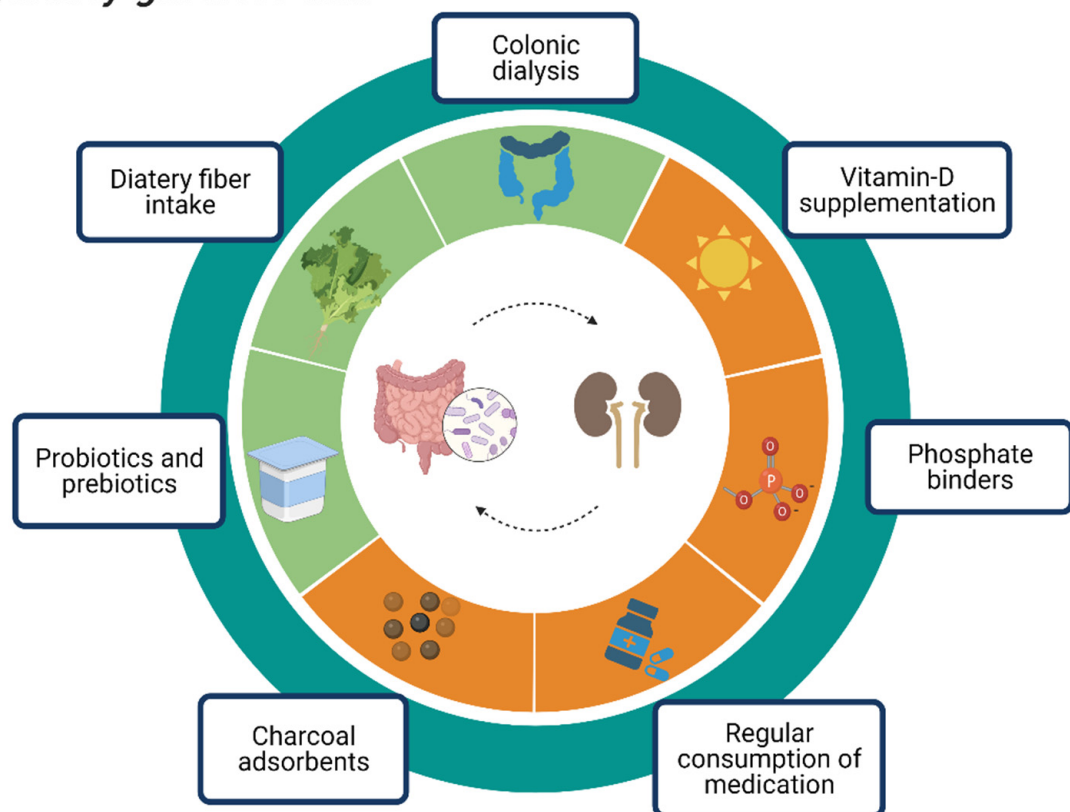 Colonic
dialysis
Diatery fiber
intake
Vitamin-D
supplementation
Probiotics and
prebiotics
Phosphate
binders
P
O
O
O
O
Charcoal
adsorbents
Regular
consumption of
medication